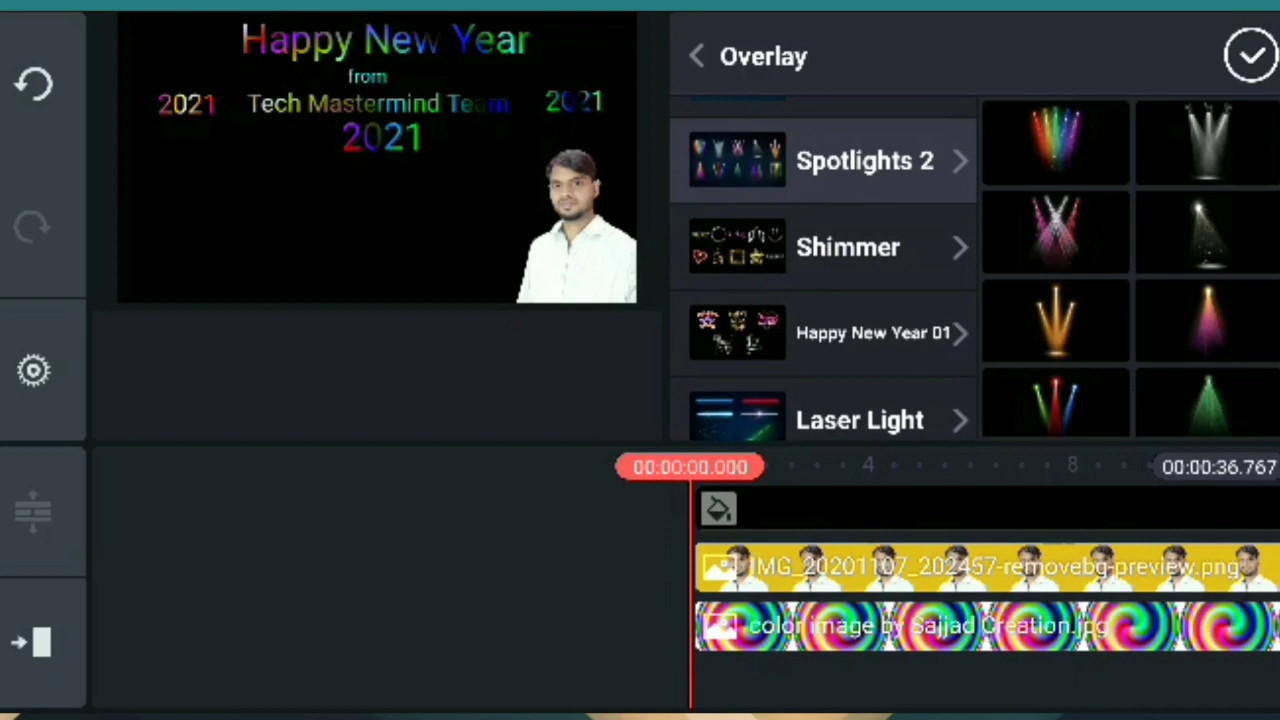 Happy New Year
from
2021 Tech Mastermind Team 2021
2021
Overlay
Spotlights 2
Shimmer
Happy New Year 01
Laser Light
00:00:00.000
4
8
00:00:36.767
IMG_20201107_202457-removebg-preview.png
color image by Sajjad Creation.jpg